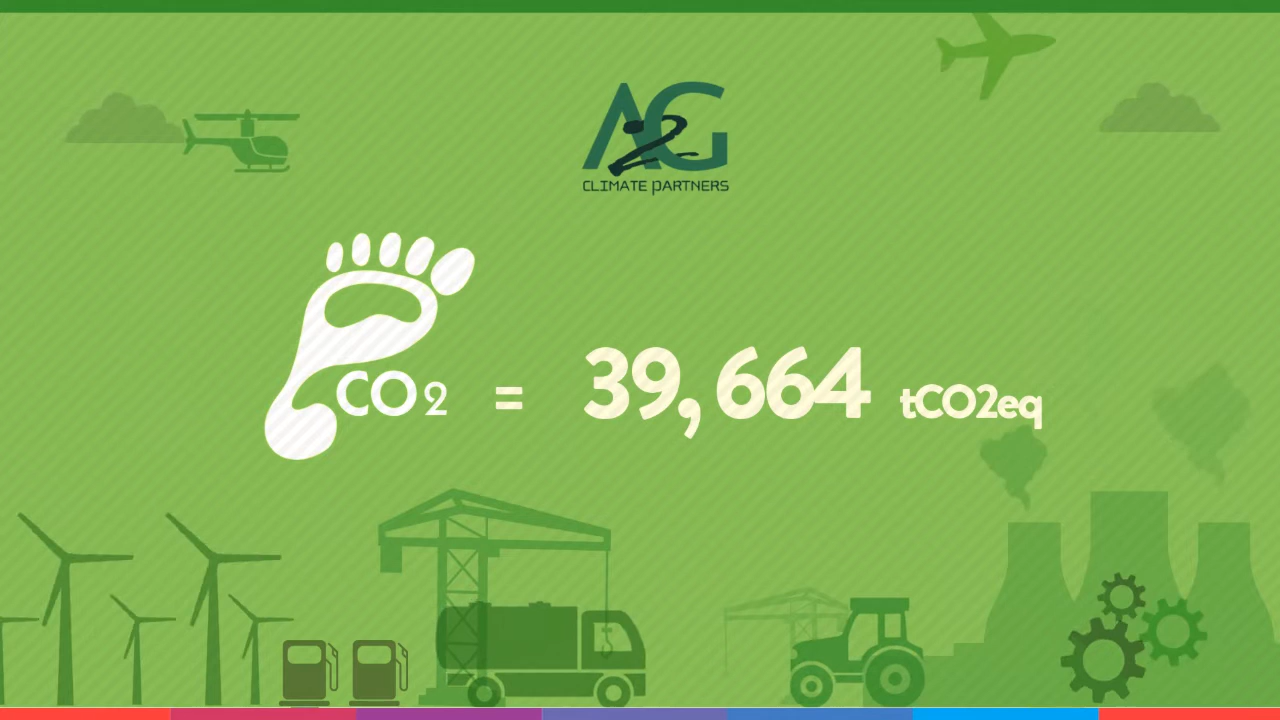 A2G
CLIMATE PARTNERS
CO2 = 39,664 tCO2eq